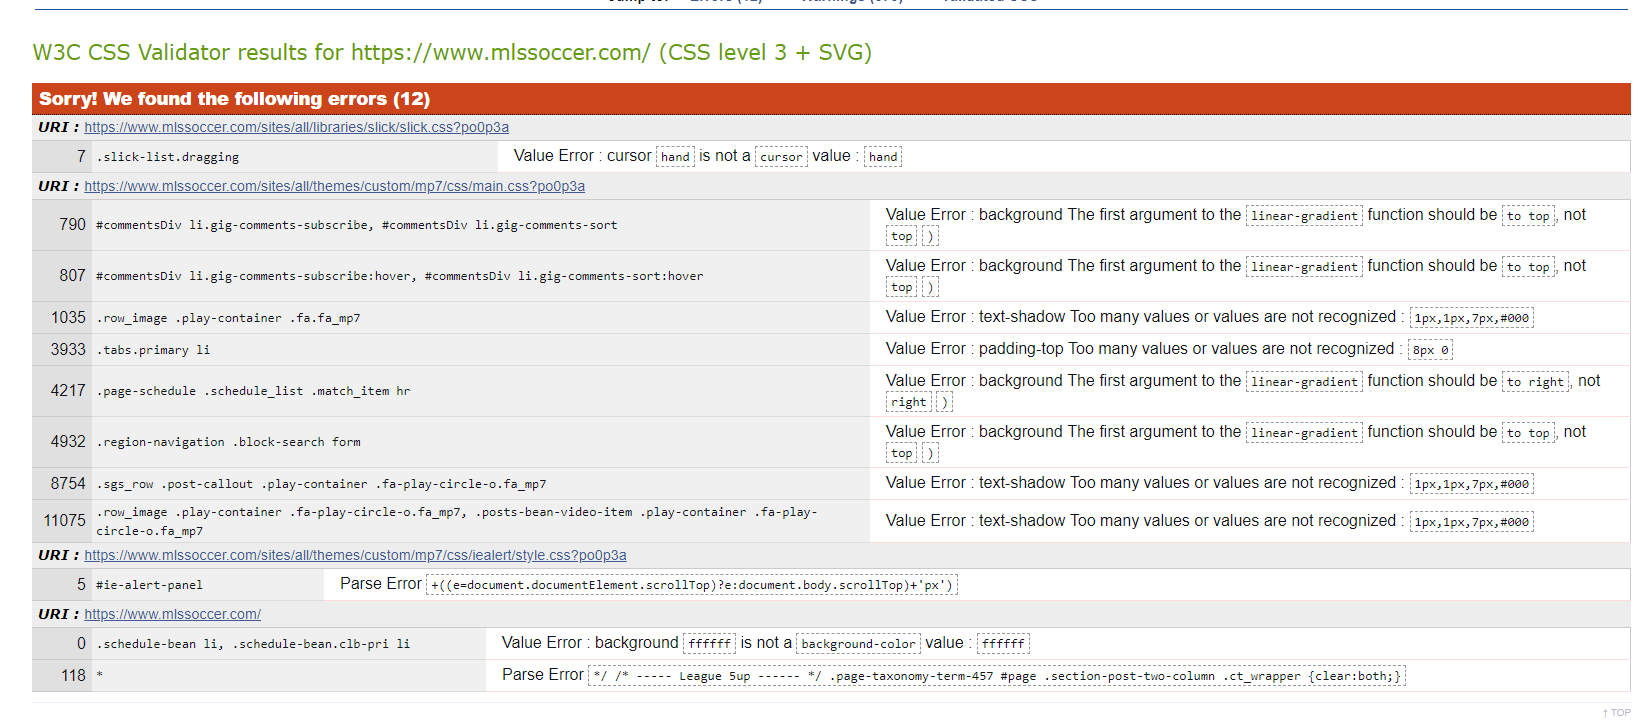 W3C CSS Validator results for https://www.mlssoccer.com/ (CSS level 3 + SVG)
Sorry! We found the following errors (12)
URI : https://www.mlssoccer.com/sites/all/libraries/slick/slick.css?po0p3a
7 .slick-list.dragging Value Error : cursor hand is not a cursor value : hand
URI : https://www.mlssoccer.com/sites/all/themes/custom/mp7/css/main.css?po0p3a
790 #commentsDiv li.gig-comments-subscribe, #commentsDiv li.gig-comments-sort Value Error : background The first argument to the linear-gradient function should be to top, not
top )
807 #commentsDiv li.gig-comments-subscribe:hover, #commentsDiv li.gig-comments-sort:hover Value Error : background The first argument to the linear-gradient function should be to top, not
top )
1035 .row_image .play-container .fa.fa_mp7 Value Error : text-shadow Too many values or values are not recognized : 1px,1px,7px,#000
3933 .tabs.primary li Value Error : padding-top Too many values or values are not recognized : 8px 0
4217 .page-schedule .schedule_list .match_item hr Value Error : background The first argument to the linear-gradient function should be to right, not
right )
4932 .region-navigation .block-search form Value Error : background The first argument to the linear-gradient function should be to top, not
top )
8754 .sgs_row .post-callout .play-container .fa-play-circle-o.fa_mp7 Value Error : text-shadow Too many values or values are not recognized : 1px,1px,7px,#000
11075 .row_image .play-container .fa-play-circle-o.fa_mp7, .posts-bean-video-item .play-container .fa-play-
circle-o.fa_mp7 Value Error : text-shadow Too many values or values are not recognized : 1px,1px,7px,#000
URI : https://www.mlssoccer.com/sites/all/themes/custom/mp7/css/iealert/style.css?po0p3a
5 #ie-alert-panel Parse Error +((e=document.documentElement.scrollTop)?e:document.body.scrollTop)+'px')
URI : https://www.mlssoccer.com/
0 .schedule-bean li, .schedule-bean.clb-pri li Value Error : background ffffff is not a background-color value : ffffff
118 * Parse Error */ /* ----- League 5up ------ */ .page-taxonomy-term-457 #page .section-post-two-column .ct_wrapper {clear:both;}
↑ TOP